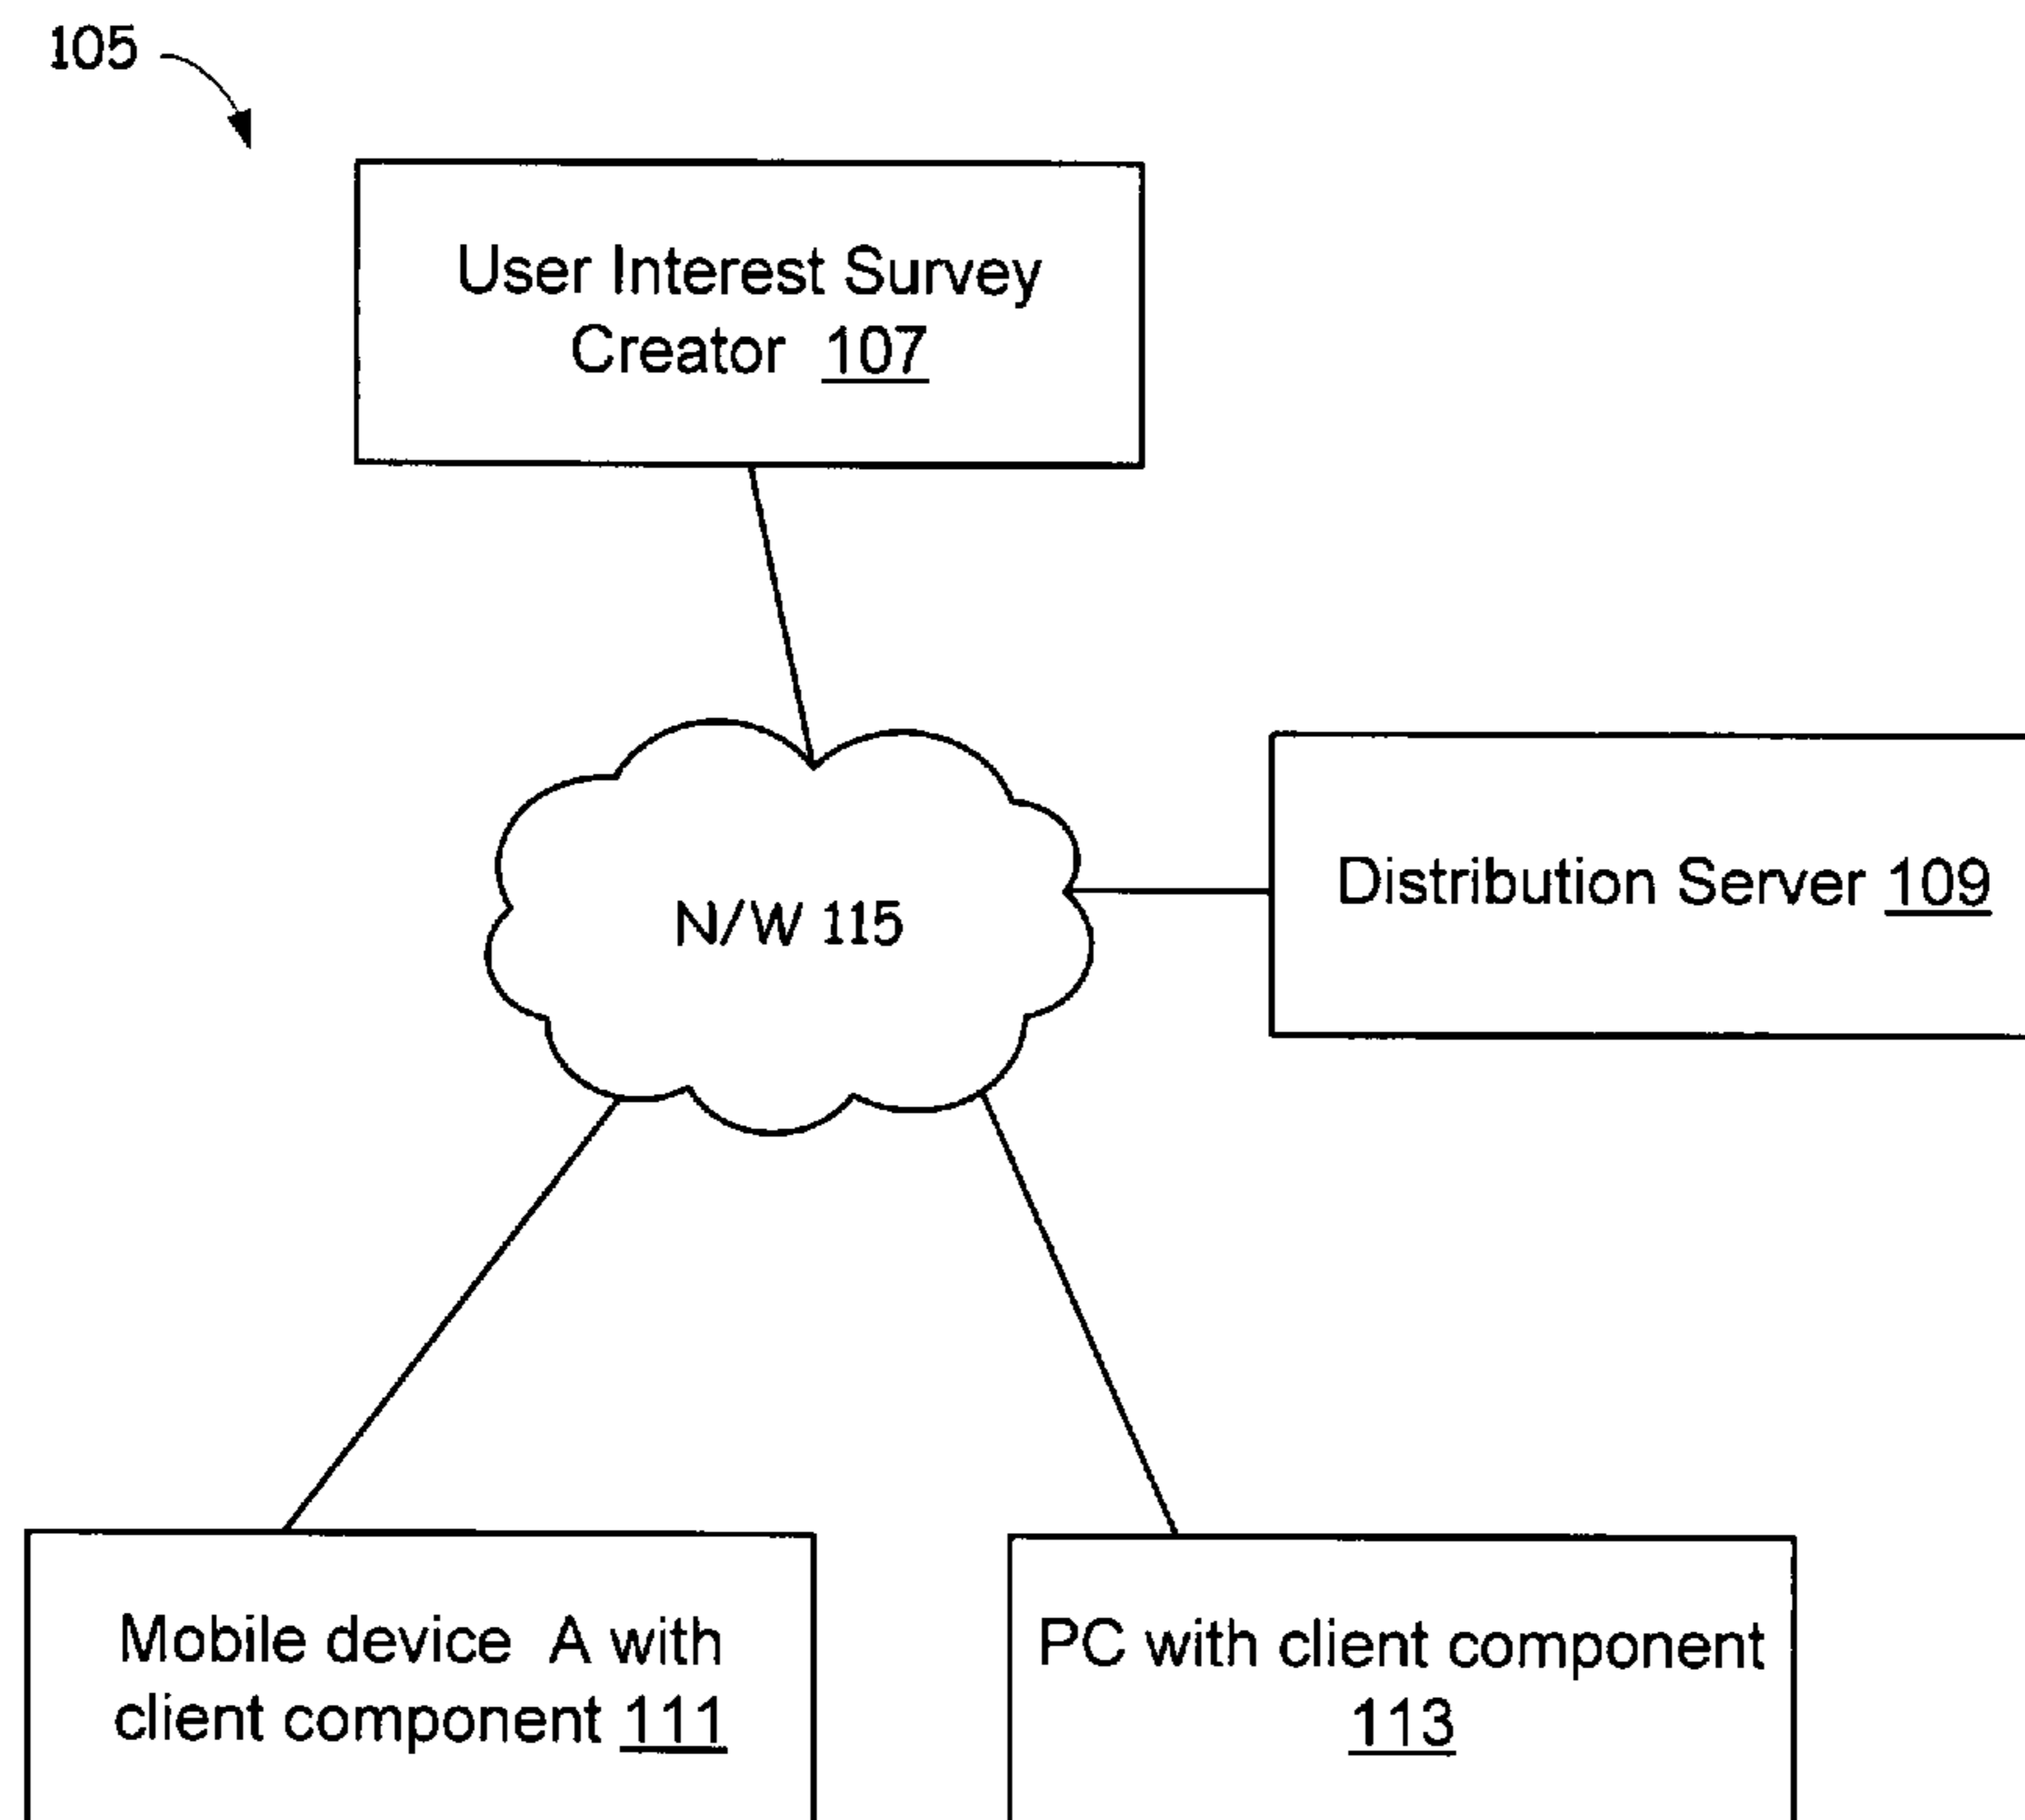 105
User Interest Survey
Creator 107
Distribution Server 109
N/W 115
Mobile device A with
client component 111
PC with client component
113